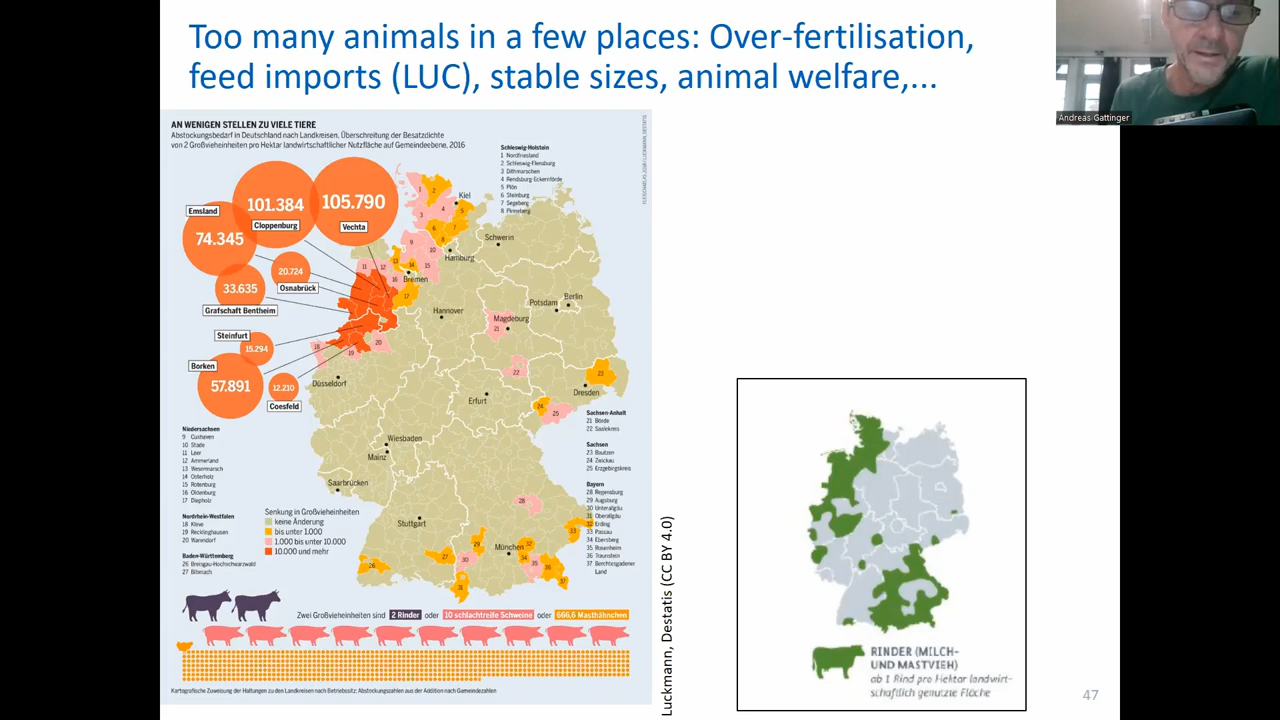 Too many animals in a few places: Over-fertilisation,
feed imports (LUC), stable sizes, animal welfare,...
Andreas Gattinger
AN WENIGEN STELLEN ZU VIELE TIERE
Abstockungsbedarf in Deutschland nach Landkreisen, Überschreitung der Besatzdichte
von 2 Großvieheinheiten pro Hektar landwirtschaftlicher Nutzfläche auf Gemeindeebene, 2016
Schleswig-Holstein
1 Nordfriesland
2 Schleswig-Flensburg
3 Dithmarschen
4 Rendsburg-Eckernförde
5 Plön
6 Steinburg
7 Segeberg
8 Pinneberg
105.790
Vechta
101.384
Cloppenburg
Emsland
74.345
20.724
Osnabrück
33.635
Grafschaft Bentheim
Steinfurt
15.294
Borken
57.891
12.210
Coesfeld
Kiel
Schwerin
Hamburg
Bremen
Berlin
Potsdam
Hannover
Magdeburg
Düsseldorf
Dresden
Erfurt
Wiesbaden
Mainz
Saarbrücken
Stuttgart
München
Niedersachsen
9 Cuxhaven
10 Stade
11 Leer
12 Ammerland
13 Wesermarsch
14 Osterholz
15 Rotenburg
16 Oldenburg
17 Diepholz
Nordrhein-Westfalen
18 Kleve
19 Recklinghausen
20 Warendorf
Baden-Württemberg
26 Breisgau-Hochschwarzwald
27 Biberach
Sachsen-Anhalt
21 Börde
22 Saalekreis
Sachsen
23 Bautzen
24 Zwickau
25 Erzgebirgskreis
Bayern
28 Regensburg
29 Augsburg
30 Unterallgäu
31 Oberallgäu
32 Erding
33 Passau
34 Ebersberg
35 Rosenheim
36 Traunstein
37 Berchtesgadener
Land
Senkung in Großvieheinheiten
keine Änderung
bis unter 1.000
1.000 bis unter 10.000
10.000 und mehr
Zwei Großvieheinheiten sind 2 Rinder oder 10 schlachtreife Schweine oder 666,6 Masthähnchen
Kartografische Zuweisung der Haltungen zu den Landkreisen nach Betriebssitz; Abstockungszahlen aus der Addition nach Gemeindezahlen
Luckmann, Destatis (CC BY 4.0)
RINDER (MILCH-
UND MASTVIEH)
ab 1 Rind pro Hektar landwirt-
schaftlich genutzte Fläche
47